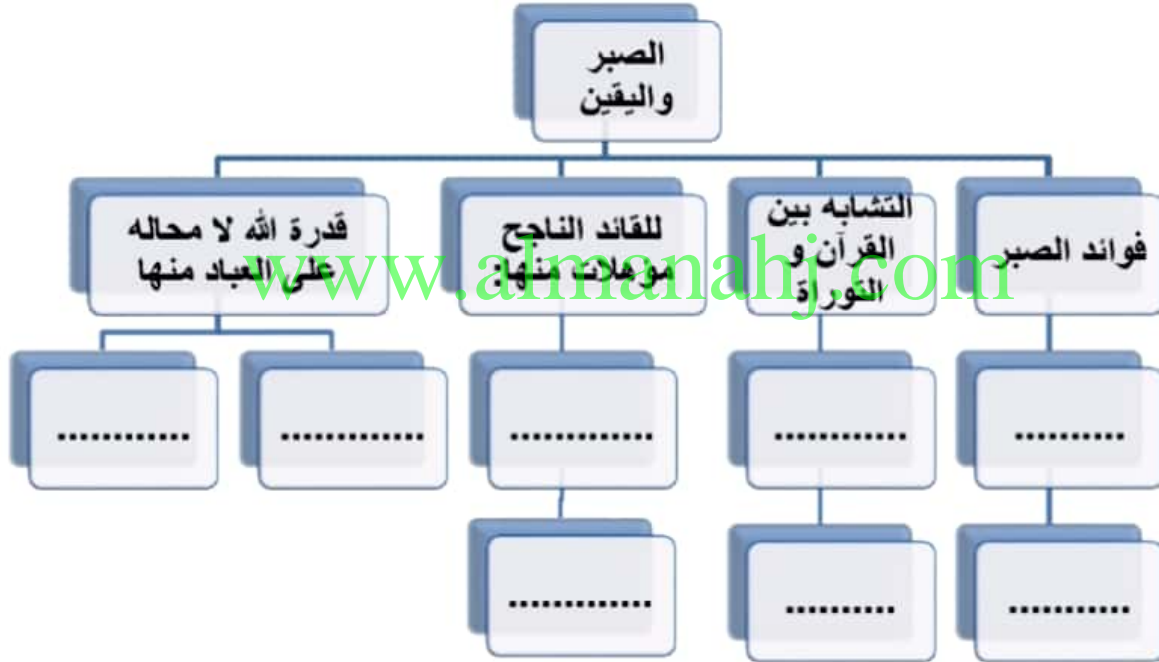 الصبر
واليقين
فوائد الصبر
التشابه بين
القرآن و
التوراة
للقائد الناجح
مؤهلات منها:
قدرة الله لا محاله
على العباد منها
www.almanahj.com
..........
............
.............
.............
............
...........
..........
.............